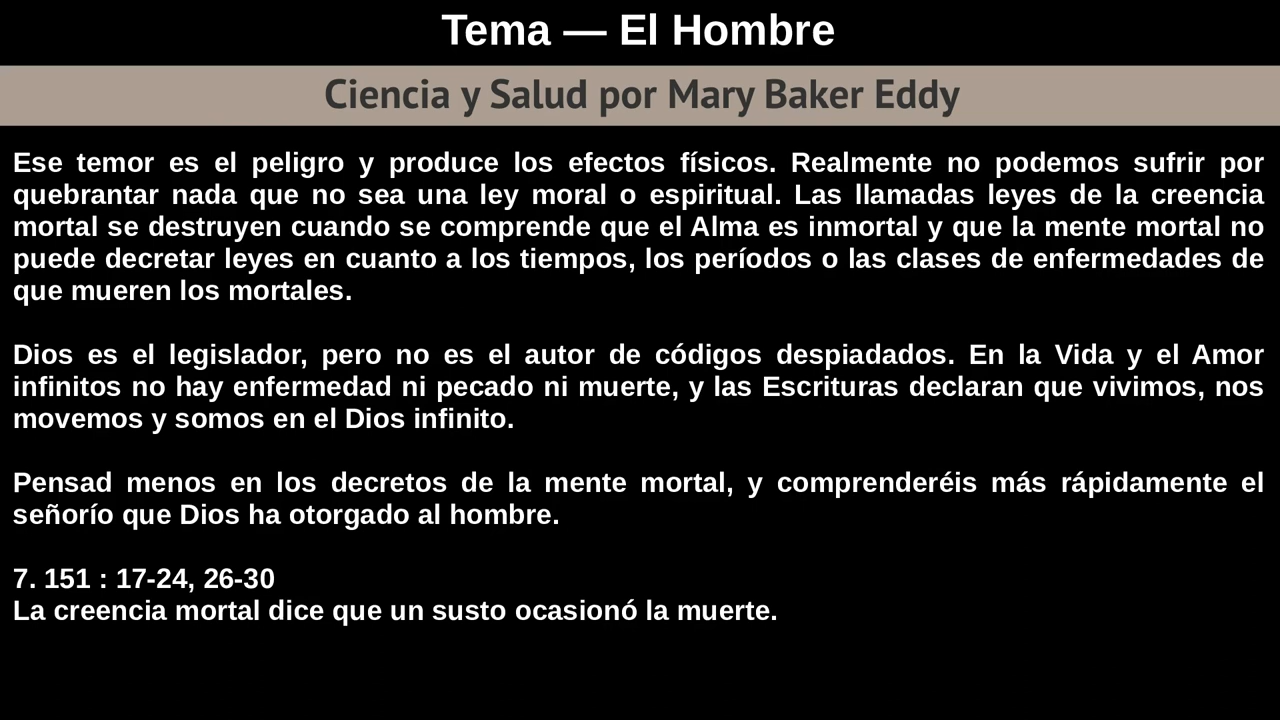 Tema — El Hombre
Ciencia y Salud por Mary Baker Eddy
Ese temor es el peligro y produce los efectos físicos. Realmente no podemos sufrir por
quebrantar nada que no sea una ley moral o espiritual. Las llamadas leyes de la creencia
mortal se destruyen cuando se comprende que el Alma es inmortal y que la mente mortal no
puede decretar leyes en cuanto a los tiempos, los períodos o las clases de enfermedades de
que mueren los mortales.
Dios es el legislador, pero no es el autor de códigos despiadados. En la Vida y el Amor
infinitos no hay enfermedad ni pecado ni muerte, y las Escrituras declaran que vivimos, nos
movemos y somos en el Dios infinito.
Pensad menos en los decretos de la mente mortal, y comprenderéis más rápidamente el
señorío que Dios ha otorgado al hombre.
7. 151 : 17-24, 26-30
La creencia mortal dice que un susto ocasionó la muerte.